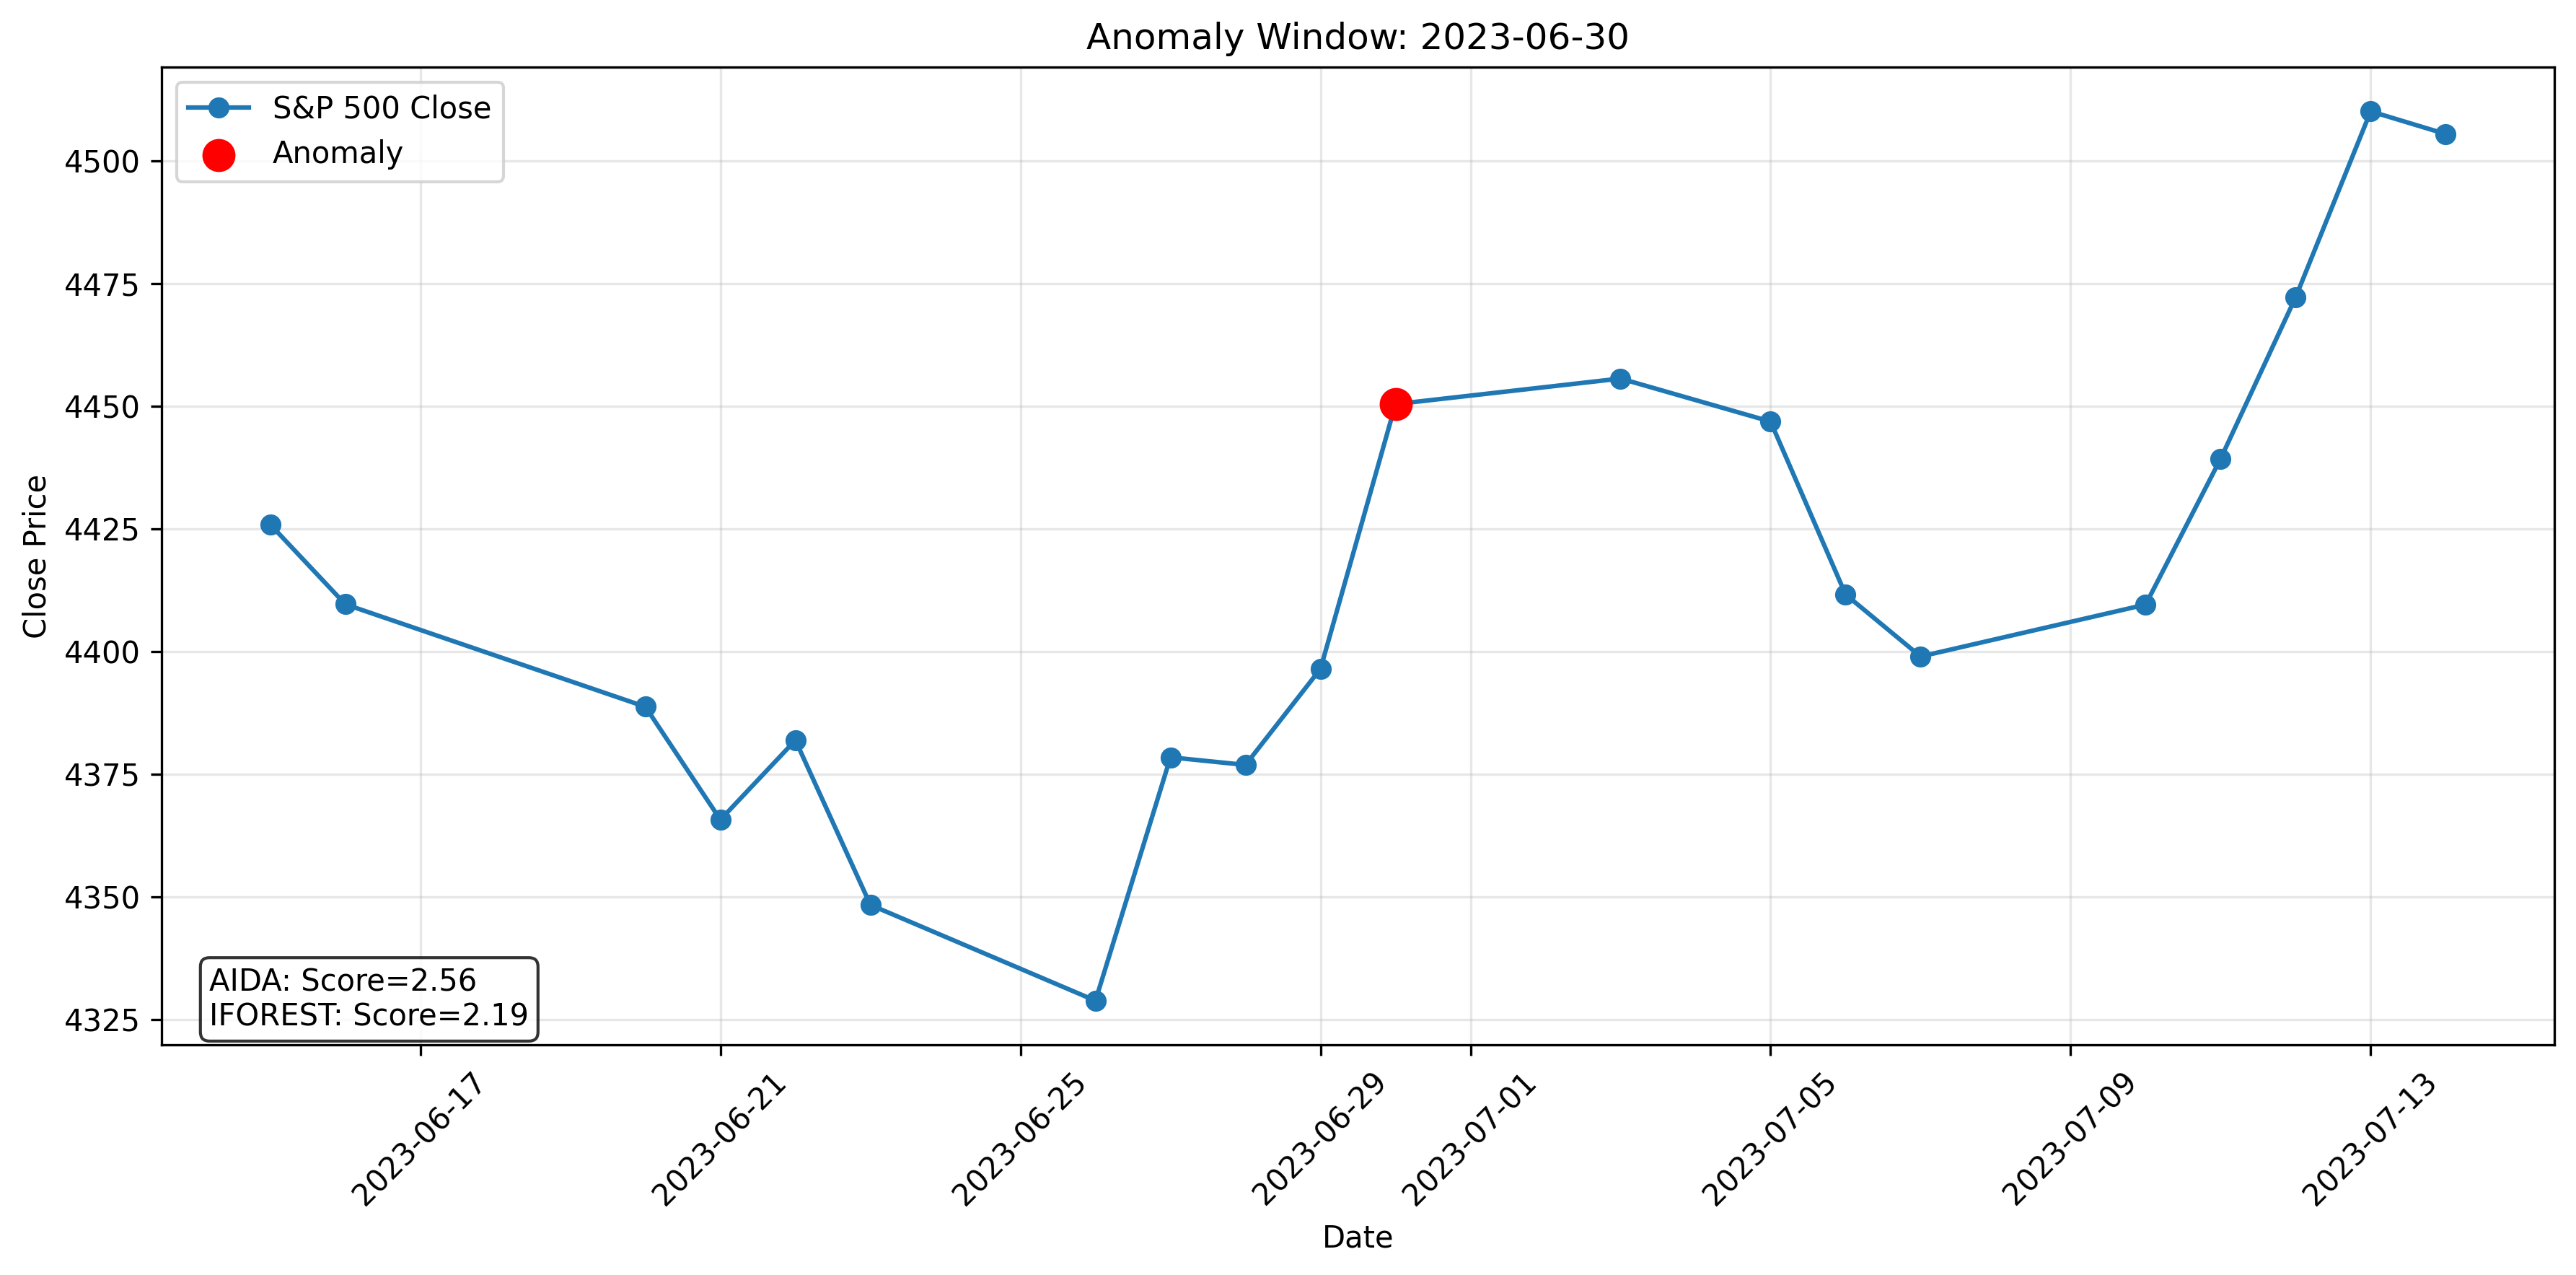 Anomaly Window: 2023-06-30
S&P 500 Close
Anomaly
4500
4475
4450
4425
4400
4375
4350
4325
Close Price
AIDA: Score=2.56
IFOREST: Score=2.19
2023-06-17
2023-06-21
2023-06-25
2023-06-29
2023-07-01
2023-07-05
2023-07-09
2023-07-13
Date